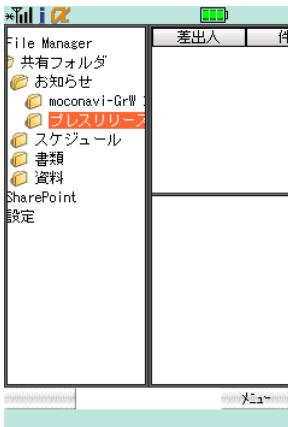 File Manager
共有フォルダ
お知らせ
moconavi-GrW
プレスリリース
スケジュール
書類
資料
SharePoint
設定
差出人
件
メニュー